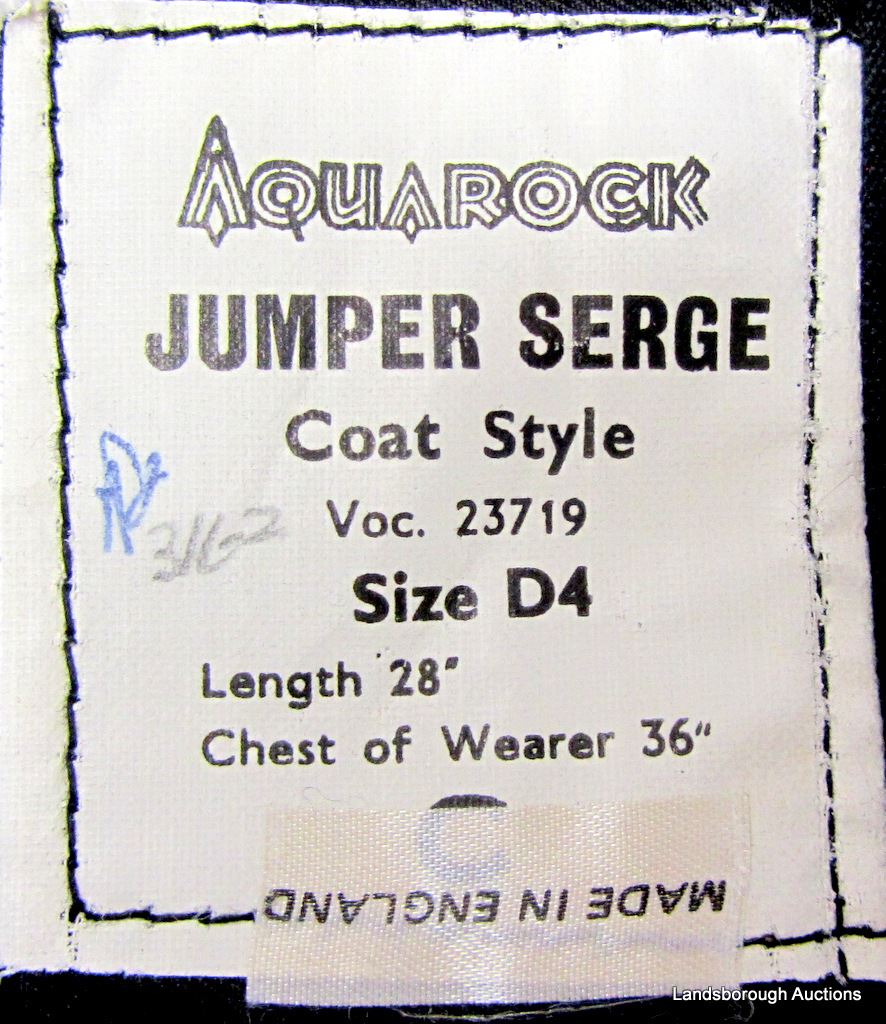 AQUAROCK
JUMPER SERGE
Coat Style
Voc. 23719
3162
Size D4
Length 28"
Chest of Wearer 36"
MADE IN ENGLAND
Landsborough Auctions